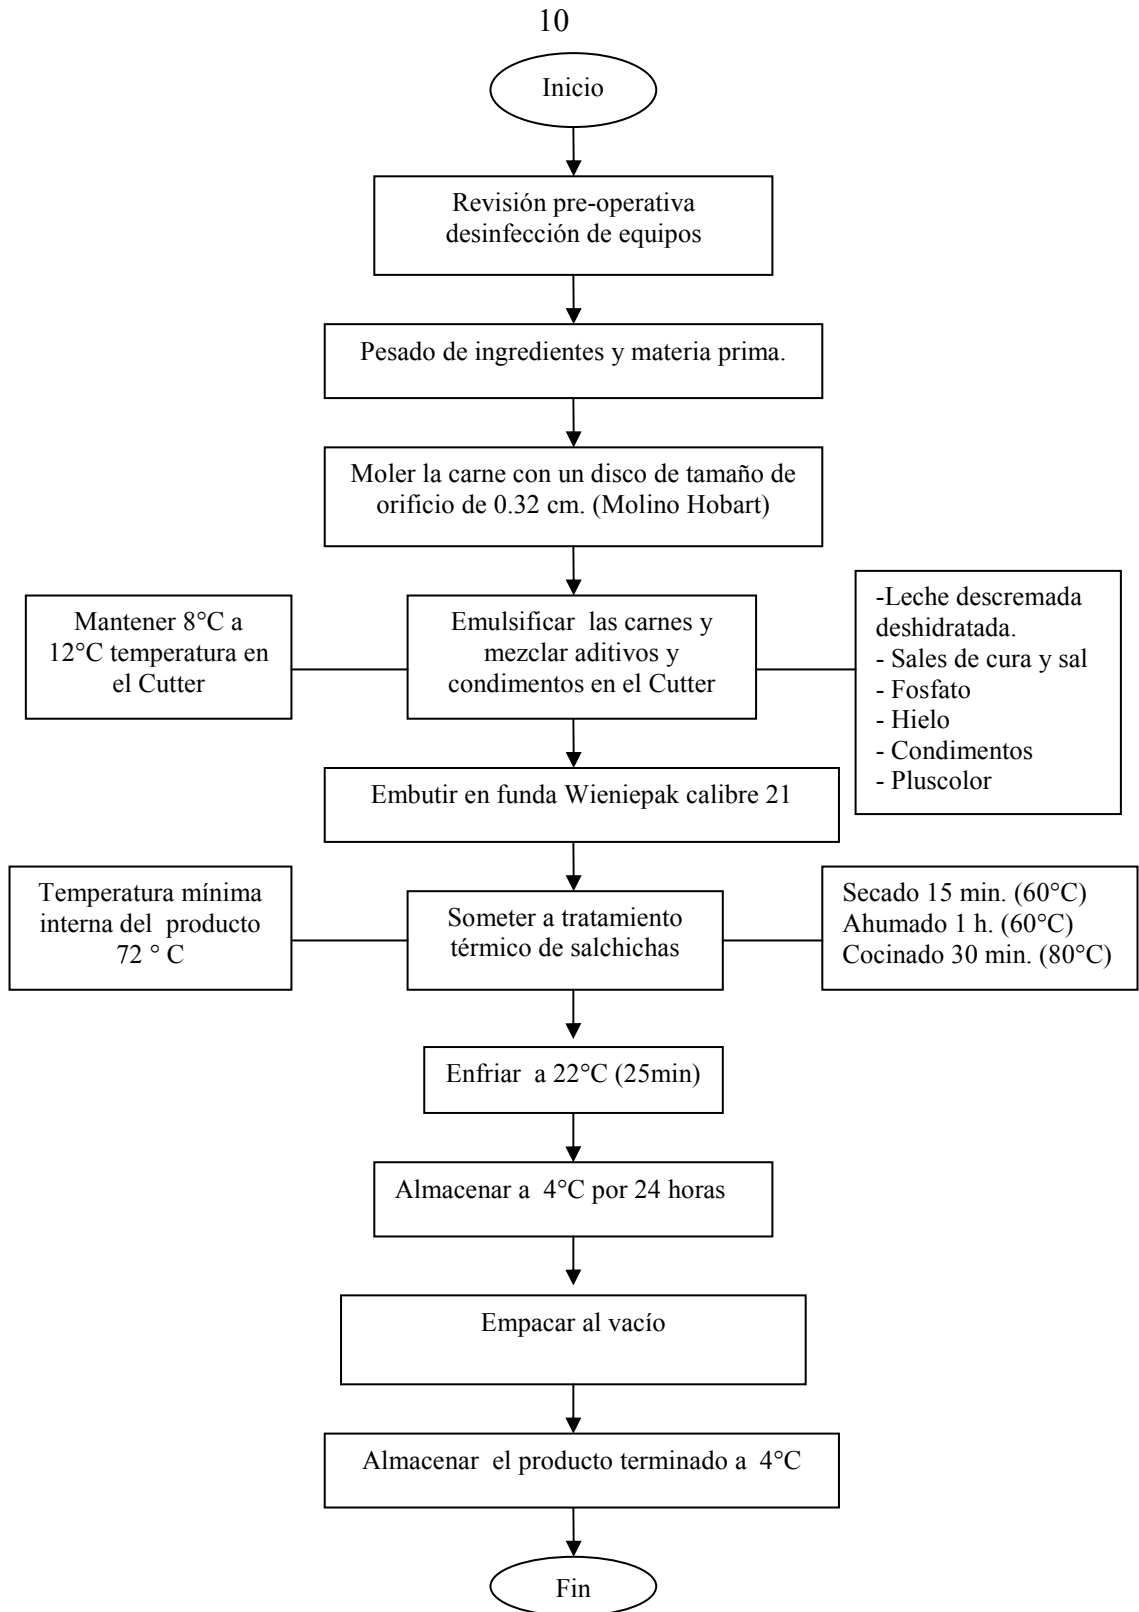 10
Inicio
Revisión pre-operativa
desinfección de equipos
Pesado de ingredientes y materia prima.
Moler la carne con un disco de tamaño de
orificio de 0.32 cm. (Molino Hobart)
Mantener 8°C a
12°C temperatura en
el Cutter
Emulsificar las carnes y
mezclar aditivos y
condimentos en el Cutter
-Leche descremada
deshidratada.
- Sales de cura y sal
- Fosfato
- Hielo
- Condimentos
- Pluscolor
Embutir en funda Wieniepak calibre 21
Temperatura mínima
interna del producto
72 ° C
Someter a tratamiento
térmico de salchichas
Secado 15 min. (60°C)
Ahumado 1 h. (60°C)
Cocinado 30 min. (80°C)
Enfriar a 22°C (25min)
Almacenar a 4°C por 24 horas
Empacar al vacío
Almacenar el producto terminado a 4°C
Fin